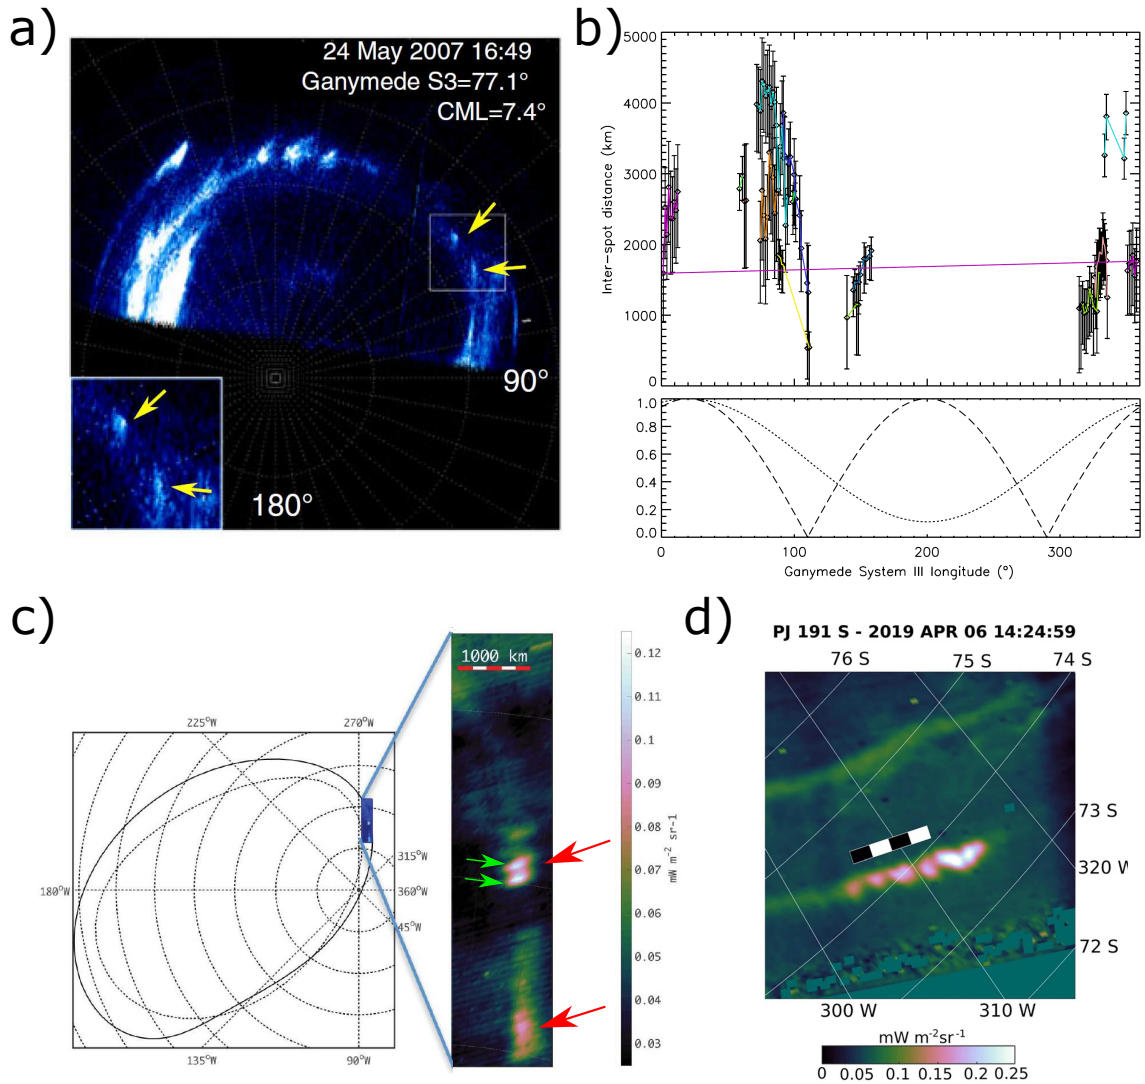 a)
24 May 2007 16:49
Ganymede S3=77.1°
CML=7.4°
90°
180°
b)
Inter-spot distance (km)
5000
4000
3000
2000
1000
0
1.0
0.8
0.6
0.4
0.2
0.0
0 100 200 300
Ganymede System III longitude (°)
c)
225°W 270°W
180°W
315°W
360°W
45°W
135°W 90°W
1000 km
0.12
0.11
0.1
0.09
0.08
0.07
0.06
0.05
0.04
0.03
mW m-2 sr-1
d)
PJ 191 S - 2019 APR 06 14:24:59
76 S 75 S 74 S
73 S
320 W
72 S
300 W 310 W
mW m-2sr-1
0 0.05 0.15 0.2 0.25